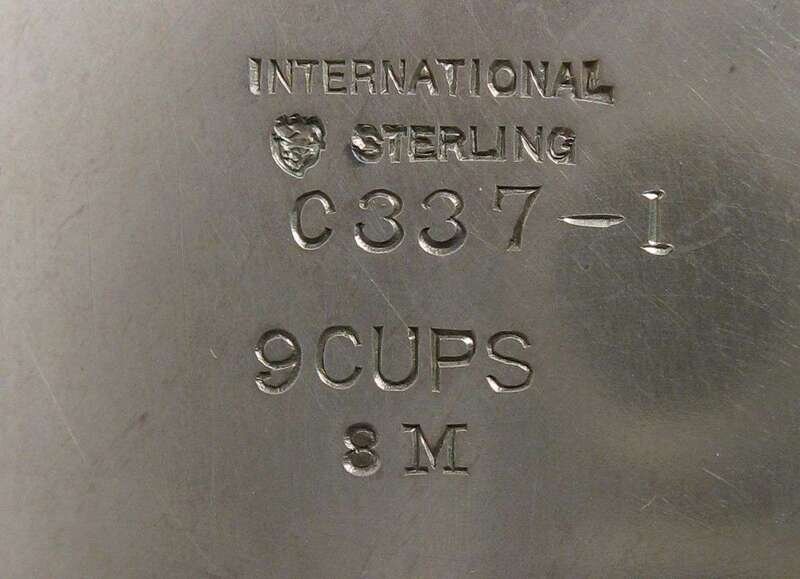 INTERNATIONAL
STERLING
C337-1
9CUPS
8 M